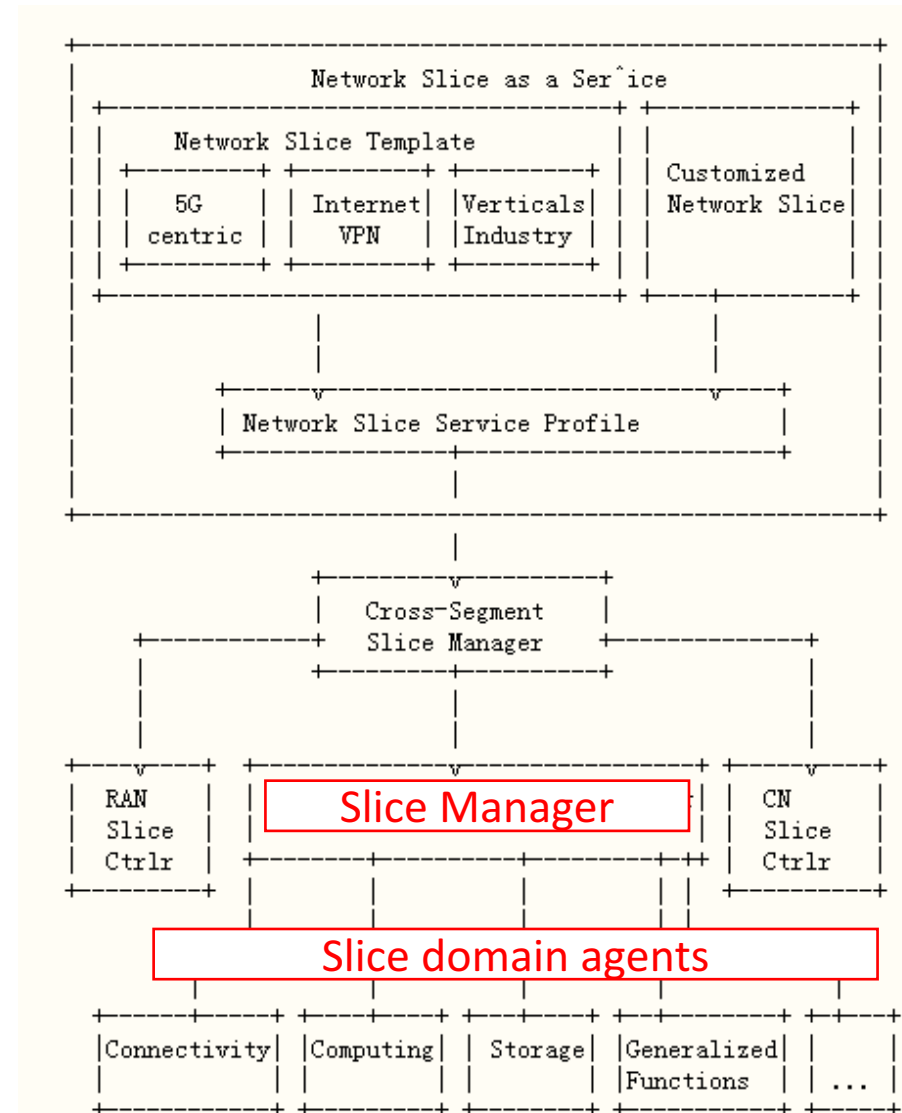 Network Slice as a Ser^ice
Network Slice Template
5G
centric
Internet
VPN
Verticals
Industry
Customized
Network Slice
Network Slice Service Profile
Cross-Segment
Slice Manager
RAN
Slice
Ctrlr
Slice Manager
CN
Slice
Ctrlr
Slice domain agents
Connectivity
Computing
Storage
Generalized
Functions
...